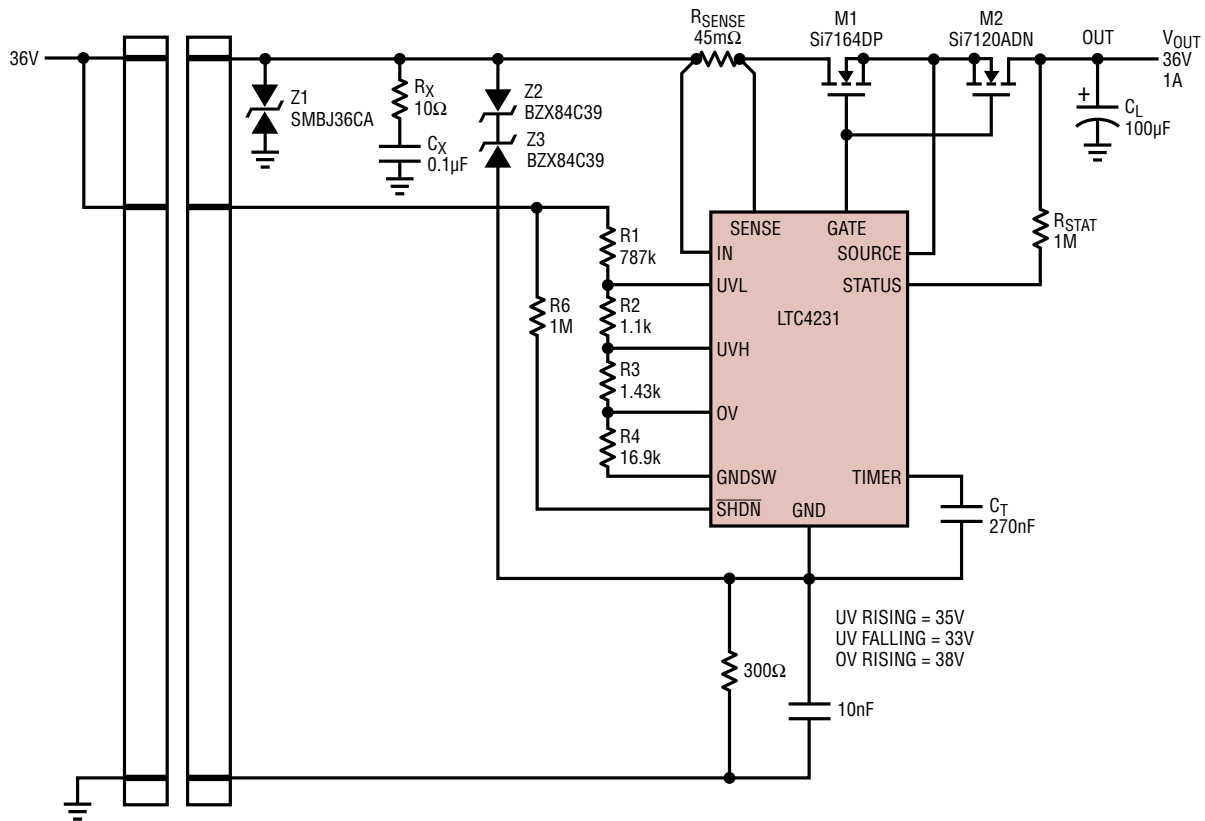 36V
Z1
SMBJ36CA
RX
10Ω
CX
0.1µF
Z2
BZX84C39
Z3
BZX84C39
RSENSE
45mΩ
M1
Si7164DP
M2
Si7120ADN
OUT
VOUT
36V
1A
+
CL
100µF
RSTAT
1M
R1
787k
R2
1.1k
R3
1.43k
R4
16.9k
R6
1M
SENSE
GATE
IN
SOURCE
UVL
STATUS
LTC4231
UVH
OV
GNDSW
TIMER
SHDN
GND
CT
270nF
UV RISING = 35V
UV FALLING = 33V
OV RISING = 38V
300Ω
10nF